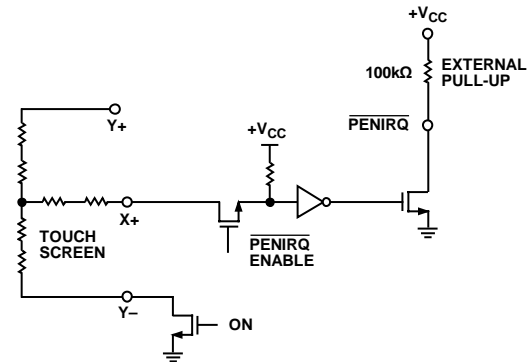 +VCC
100kΩ
EXTERNAL
PULL-UP
PENIRQ
Y+
+VCC
X+
TOUCH
SCREEN
PENIRQ
ENABLE
Y–
ON